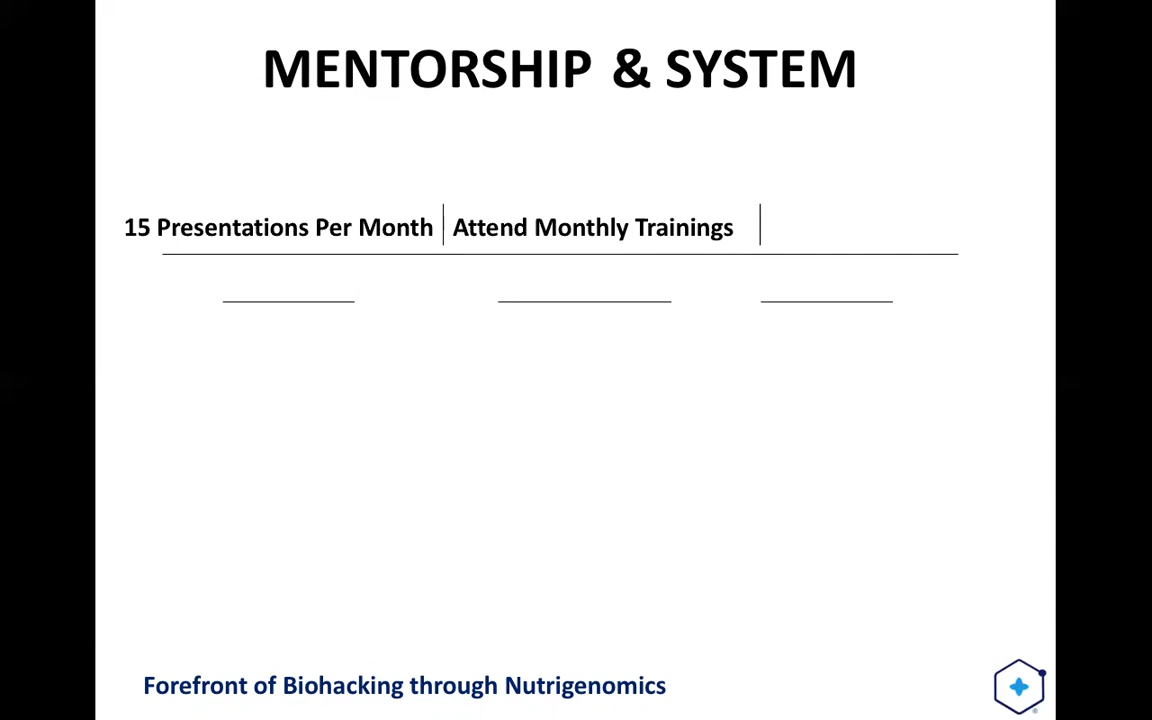 MENTORSHIP & SYSTEM
15 Presentations Per Month Attend Monthly Trainings
Forefront of Biohacking through Nutrigenomics
®